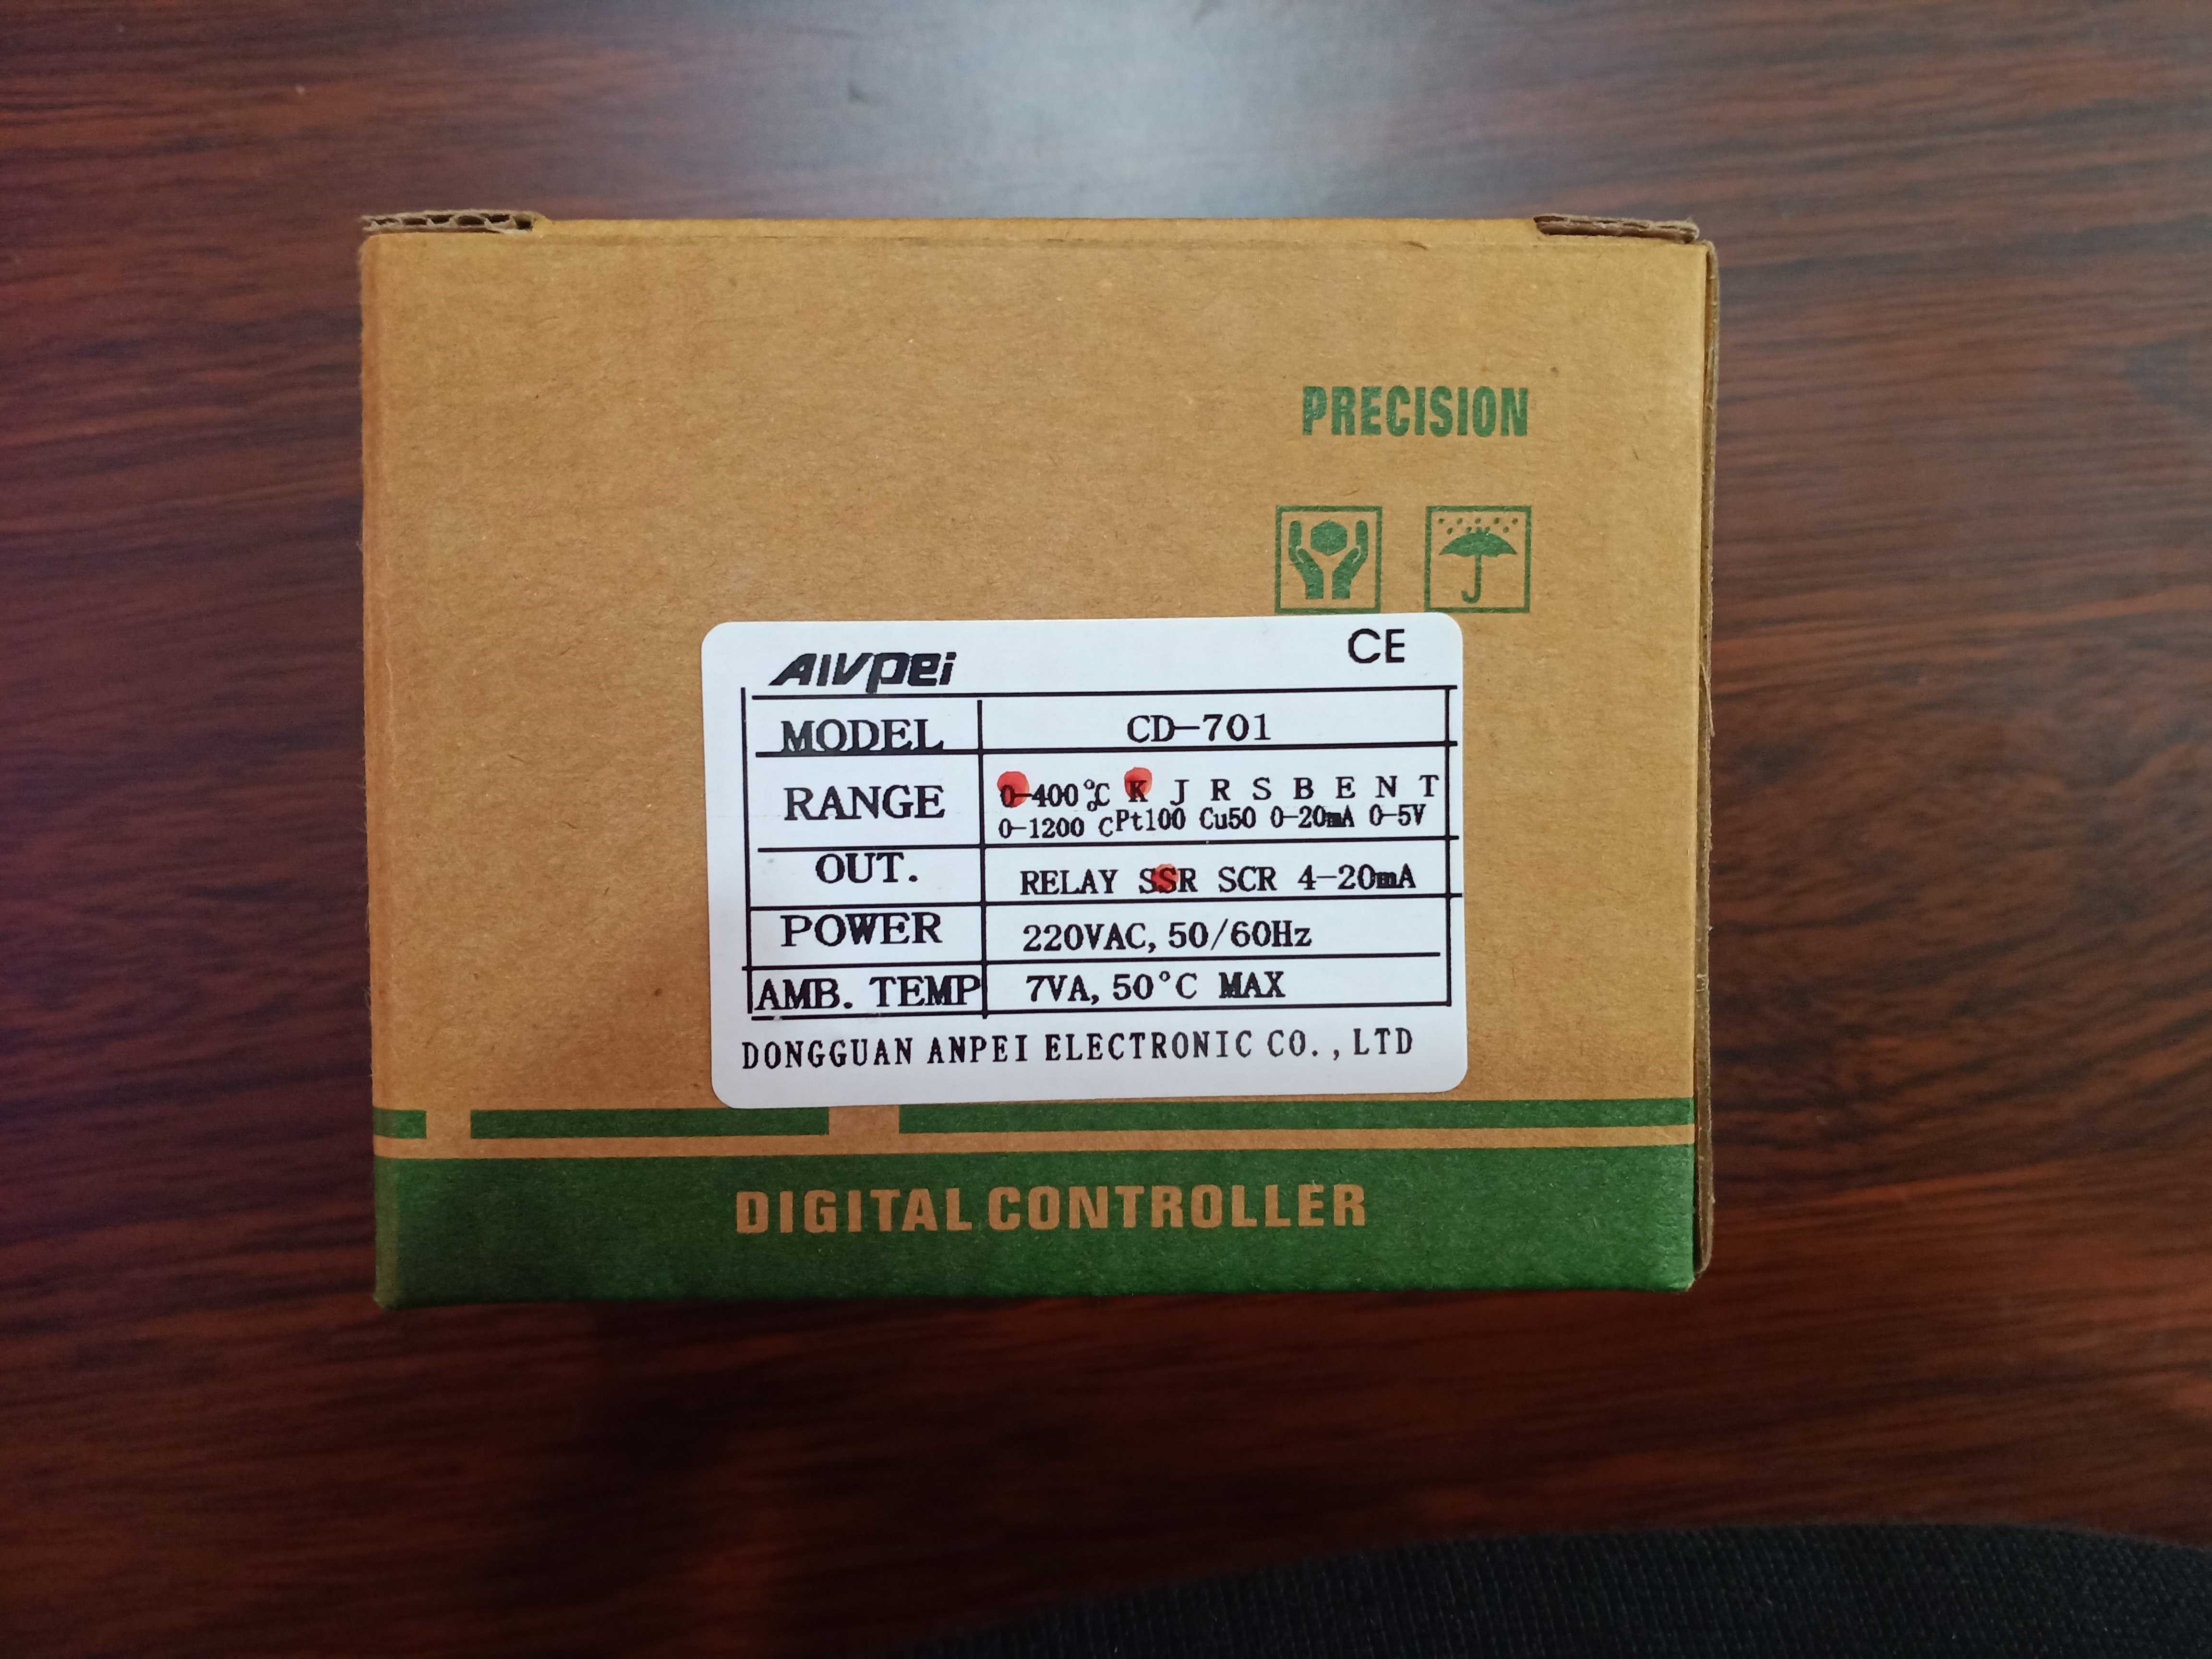 PRECISION
AIVpei CE
MODEL CD-701
RANGE 0-400℃ K J R S B E N T
0-1200 ℃ Pt100 Cu50 0-20mA 0-5V
OUT. RELAY SSR SCR 4-20mA
POWER 220VAC, 50/60Hz
AMB. TEMP 7VA, 50°C MAX
DONGGUAN ANPEI ELECTRONIC CO., LTD
DIGITAL CONTROLLER